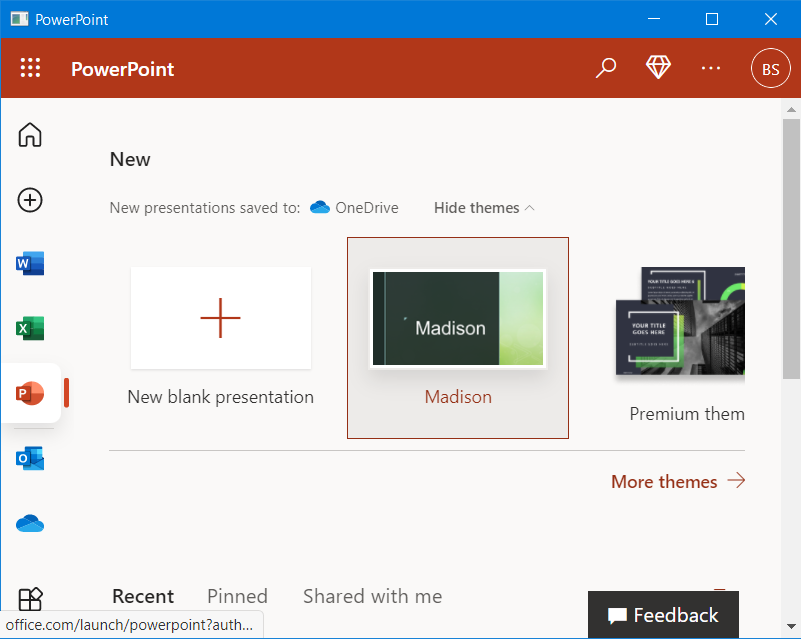 PowerPoint
PowerPoint
BS
New
New presentations saved to: OneDrive Hide themes
Madison
YOUR TITLE GOES HERE
YOUR TITLE
GOES HERE
New blank presentation
Madison
Premium them
More themes
Recent Pinned Shared with me
office.com/launch/powerpoint?auth...
Feedback